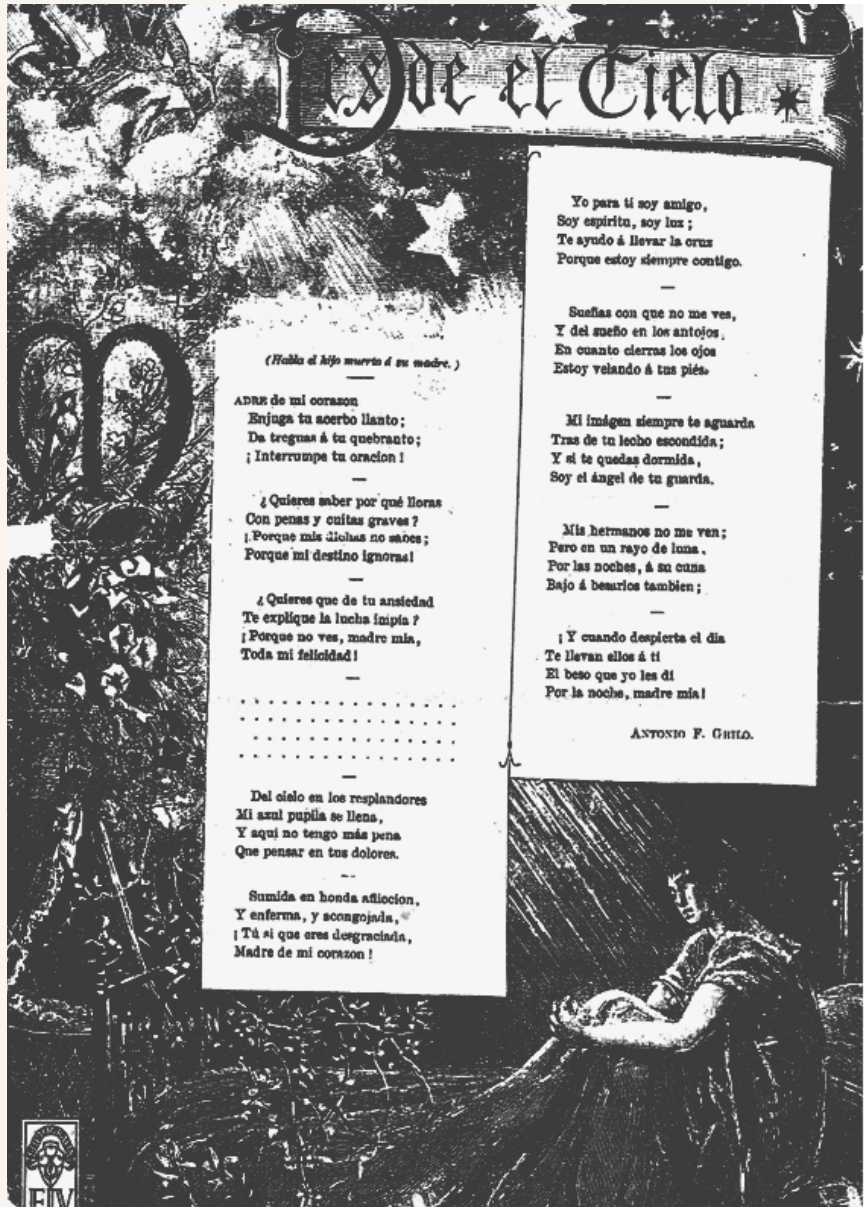 Desde el Cielo
(Habla el hijo muerto á su madre.)
MADRE de mi corazon
Enjuga tu acerbo llanto;
Da treguas á tu quebranto;
¡Interrumpe tu oracion!
—
¿Quieres saber por qué lloras
Con penas y cuitas graves?
¡Porque mis dichas no sabes;
Porque mi destino ignoras!
—
¿Quieres que de tu ansiedad
Te explique la lucha impía?
¡Porque no ves, madre mia,
Toda mi felicidad!
—
. . . . . . . . . . . . . . . .
. . . . . . . . . . . . . . . .
. . . . . . . . . . . . . . . .
. . . . . . . . . . . . . . . .
—
Del cielo en los resplandores
Mi azul pupila se llena,
Y aquí no tengo más pena
Que pensar en tus dolores.
—
Sumida en honda afliccion,
Y enferma, y acongojada,
¡Tú si que eres desgraciada,
Madre de mi corazon!
Yo para ti soy amigo,
Soy espíritu, soy luz;
Te ayudo á llevar la cruz
Porque estoy siempre contigo.
—
Sueñas con que no me ves,
Y del sueño en los antojos,
En cuanto cierras los ojos
Estoy velando á tus piés.
—
Mi imágen siempre te aguarda
Tras de tu lecho escondida;
Y si te quedas dormida,
Soy el ángel de tu guarda.
—
Mis hermanos no me ven;
Pero en un rayo de luna,
Por las noches, á su cuna
Bajo á besarlos tambien;
—
¡Y cuando despierta el dia
Te llevan ellos á ti
El beso que yo les di
Por la noche, madre mia!
ANTONIO F. GRILO.